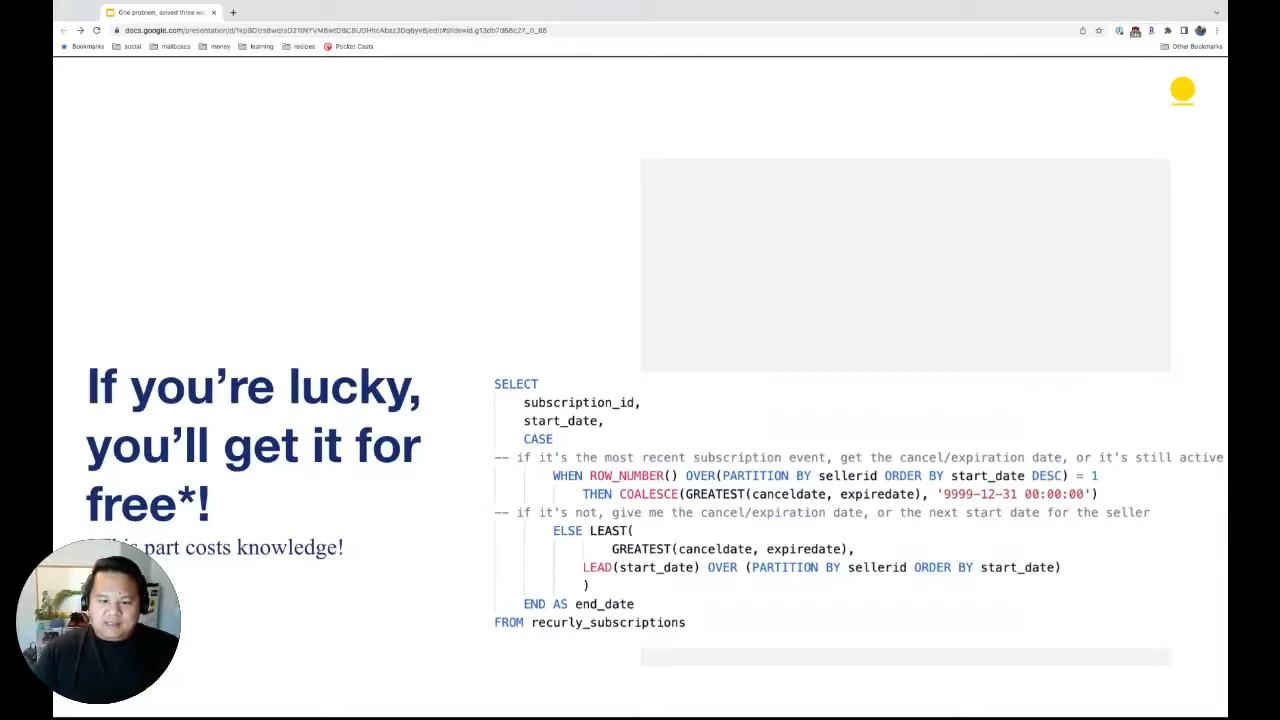 One problem, solved three way
docs.google.com/presentation/d/
Bookmarks
social
mailboxes
money
learning
recipes
Pocket Casts
Other Bookmarks
If you’re lucky,
you’ll get it for
free*!
part costs knowledge!
SELECT
subscription_id,
start_date,
CASE
-- if it's the most recent subscription event, get the cancel/expiration date, or it's still active
WHEN ROW_NUMBER() OVER(PARTITION BY sellerid ORDER BY start_date DESC) = 1
THEN COALESCE(GREATEST(canceldate, expiredate), '9999-12-31 00:00:00')
-- if it's not, give me the cancel/expiration date, or the next start date for the seller
ELSE LEAST(
GREATEST(canceldate, expiredate),
LEAD(start_date) OVER (PARTITION BY sellerid ORDER BY start_date)
)
END AS end_date
FROM recurly_subscriptions